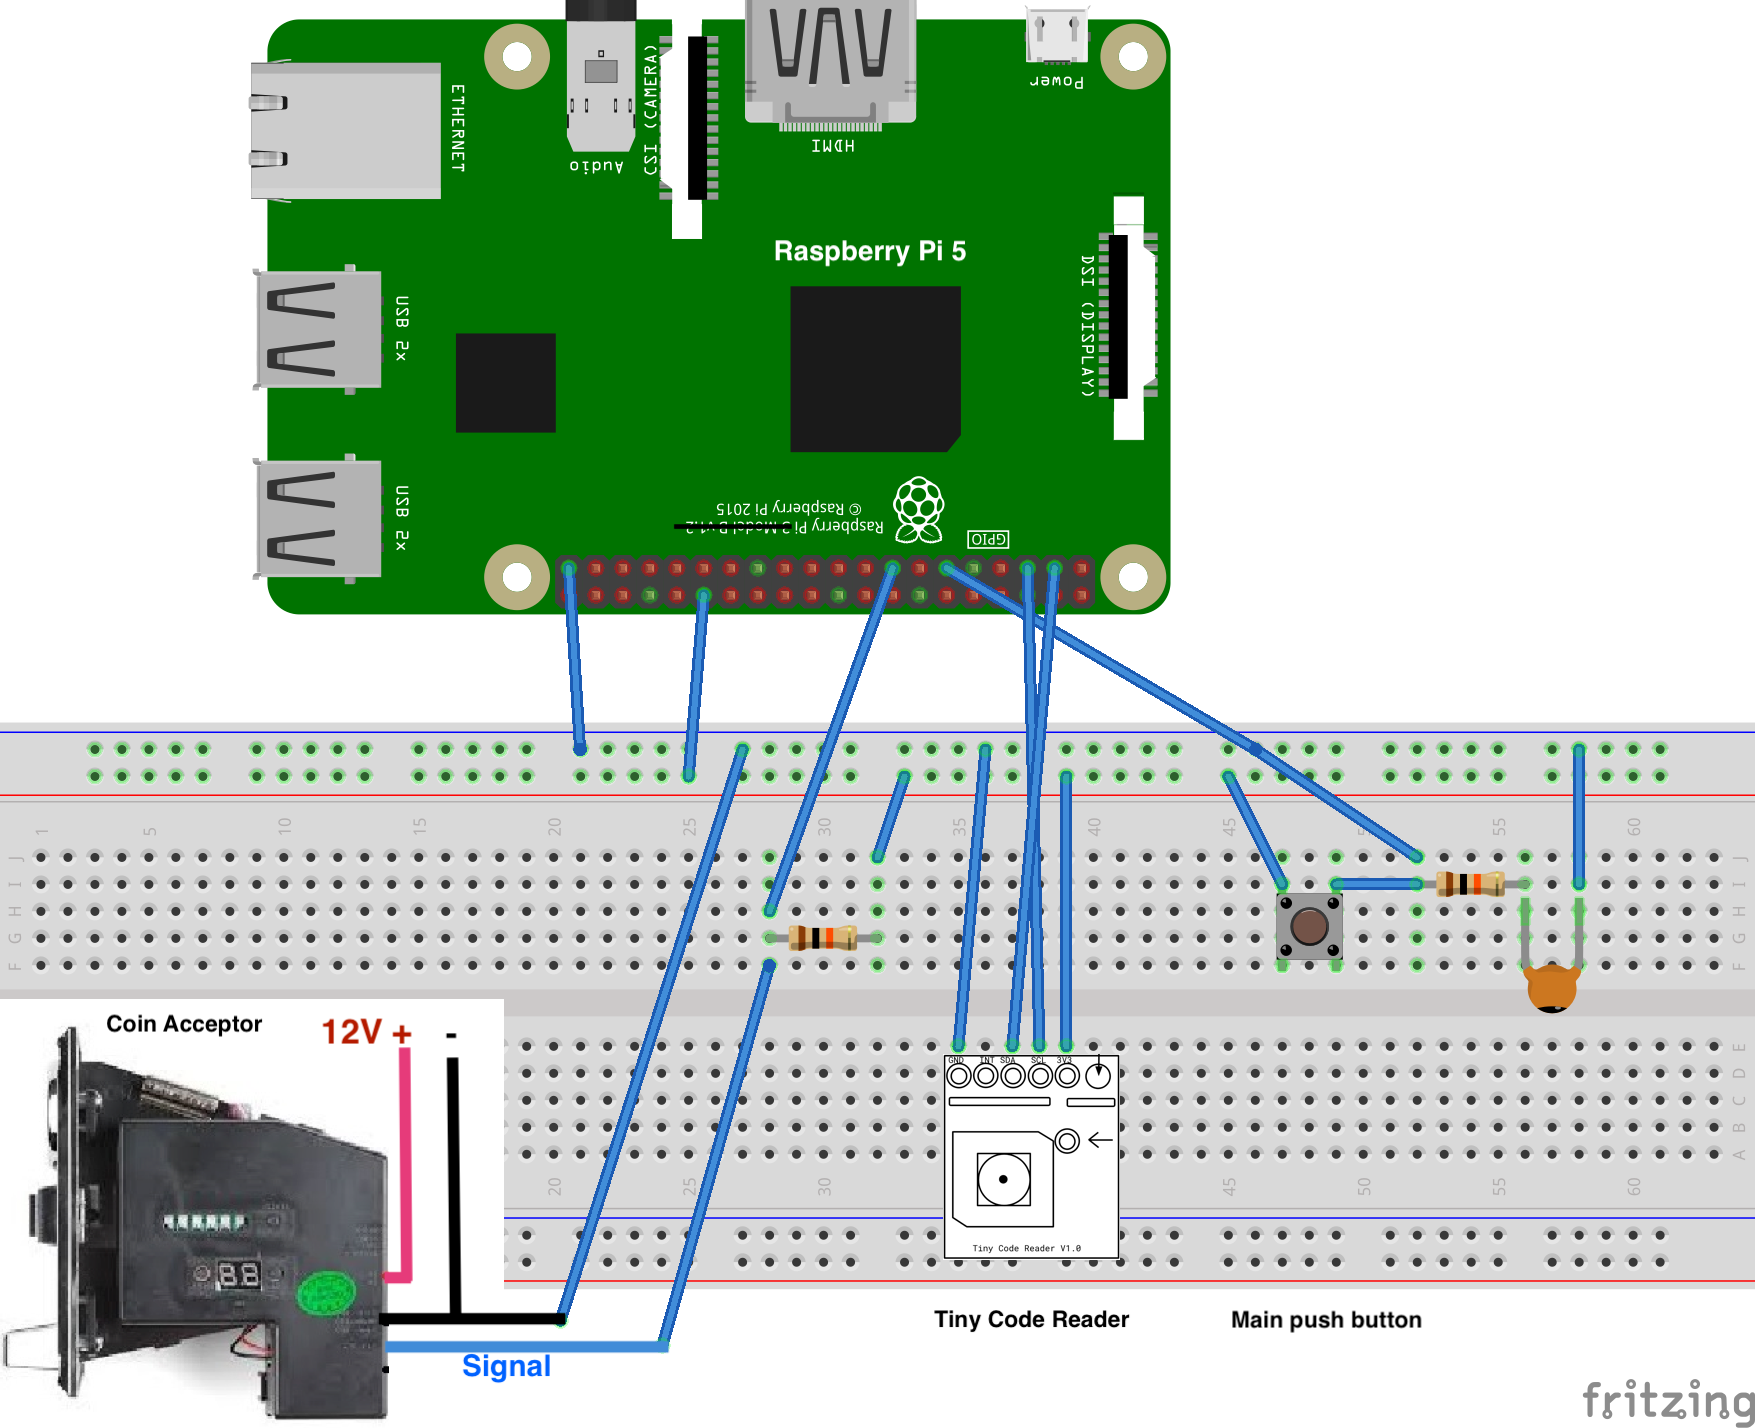 Power
ETHERNET
Audio
CSI (CAMERA)
HDMI
Raspberry Pi 5
DSI (DISPLAY)
USB 2x
USB 2x
© Raspberry Pi 2015
Raspberry Pi 3 Model B v1.2
GPIO
1 5 10 15 20 25 30 35 40 45 50 55 60
J J
I I
H H
G G
F F
Coin Acceptor
12V + -
E
D
C
B
A
GND INT SDA SCL 3V3
20 25 30 45 50 55 60
88
Tiny Code Reader V1.0
Tiny Code Reader
Main push button
Signal
fritzing